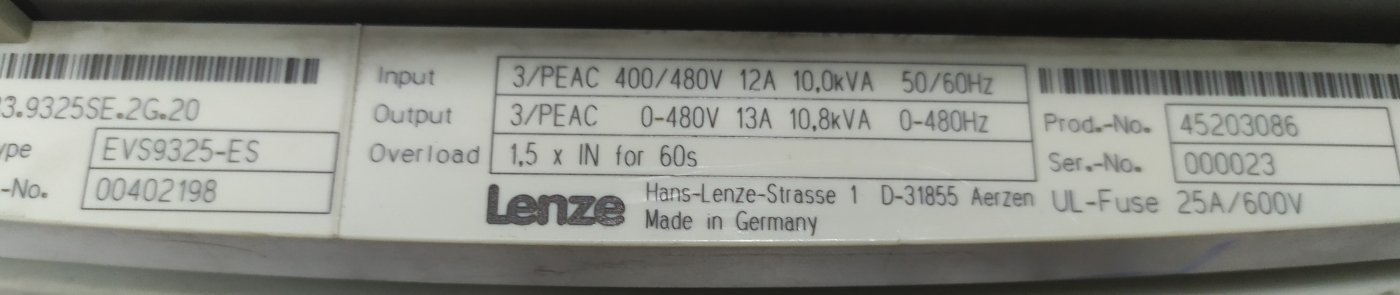 3.9325SE.2G.20
ype EVS9325-ES
-No. 00402198
Input 3/PEAC 400/480V 12A 10,0kVA 50/60Hz
Output 3/PEAC 0-480V 13A 10,8kVA 0-480Hz
Overload 1,5 x IN for 60s
Lenze Hans-Lenze-Strasse 1 D-31855 Aerzen
Made in Germany
Prod.-No. 45203086
Ser.-No. 000023
UL-Fuse 25A/600V